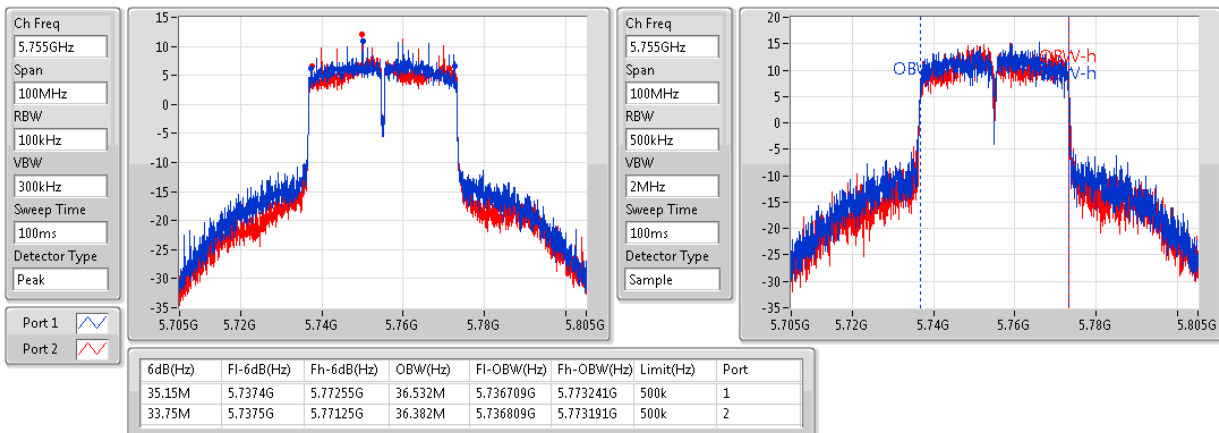 Ch Freq
5.755GHz
Span
100MHz
RBW
100kHz
VBW
300kHz
Sweep Time
100ms
Detector Type
Peak
Port 1
Port 2
15
10
5
0
-5
-10
-15
-20
-25
-30
-35
5.705G 5.72G 5.74G 5.76G 5.78G 5.805G
Ch Freq
5.755GHz
Span
100MHz
RBW
500kHz
VBW
2MHz
Sweep Time
100ms
Detector Type
Sample
20
15
10
5
0
-5
-10
-15
-20
-25
-30
-35
OBW-h
5.705G 5.72G 5.74G 5.76G 5.78G 5.805G
6dB(Hz) Fl-6dB(Hz) Fh-6dB(Hz) OBW(Hz) Fl-OBW(Hz) Fh-OBW(Hz) Limit(Hz) Port
35.15M 5.7374G 5.77255G 36.532M 5.736709G 5.773241G 500k 1
33.75M 5.7375G 5.77125G 36.382M 5.736809G 5.773191G 500k 2